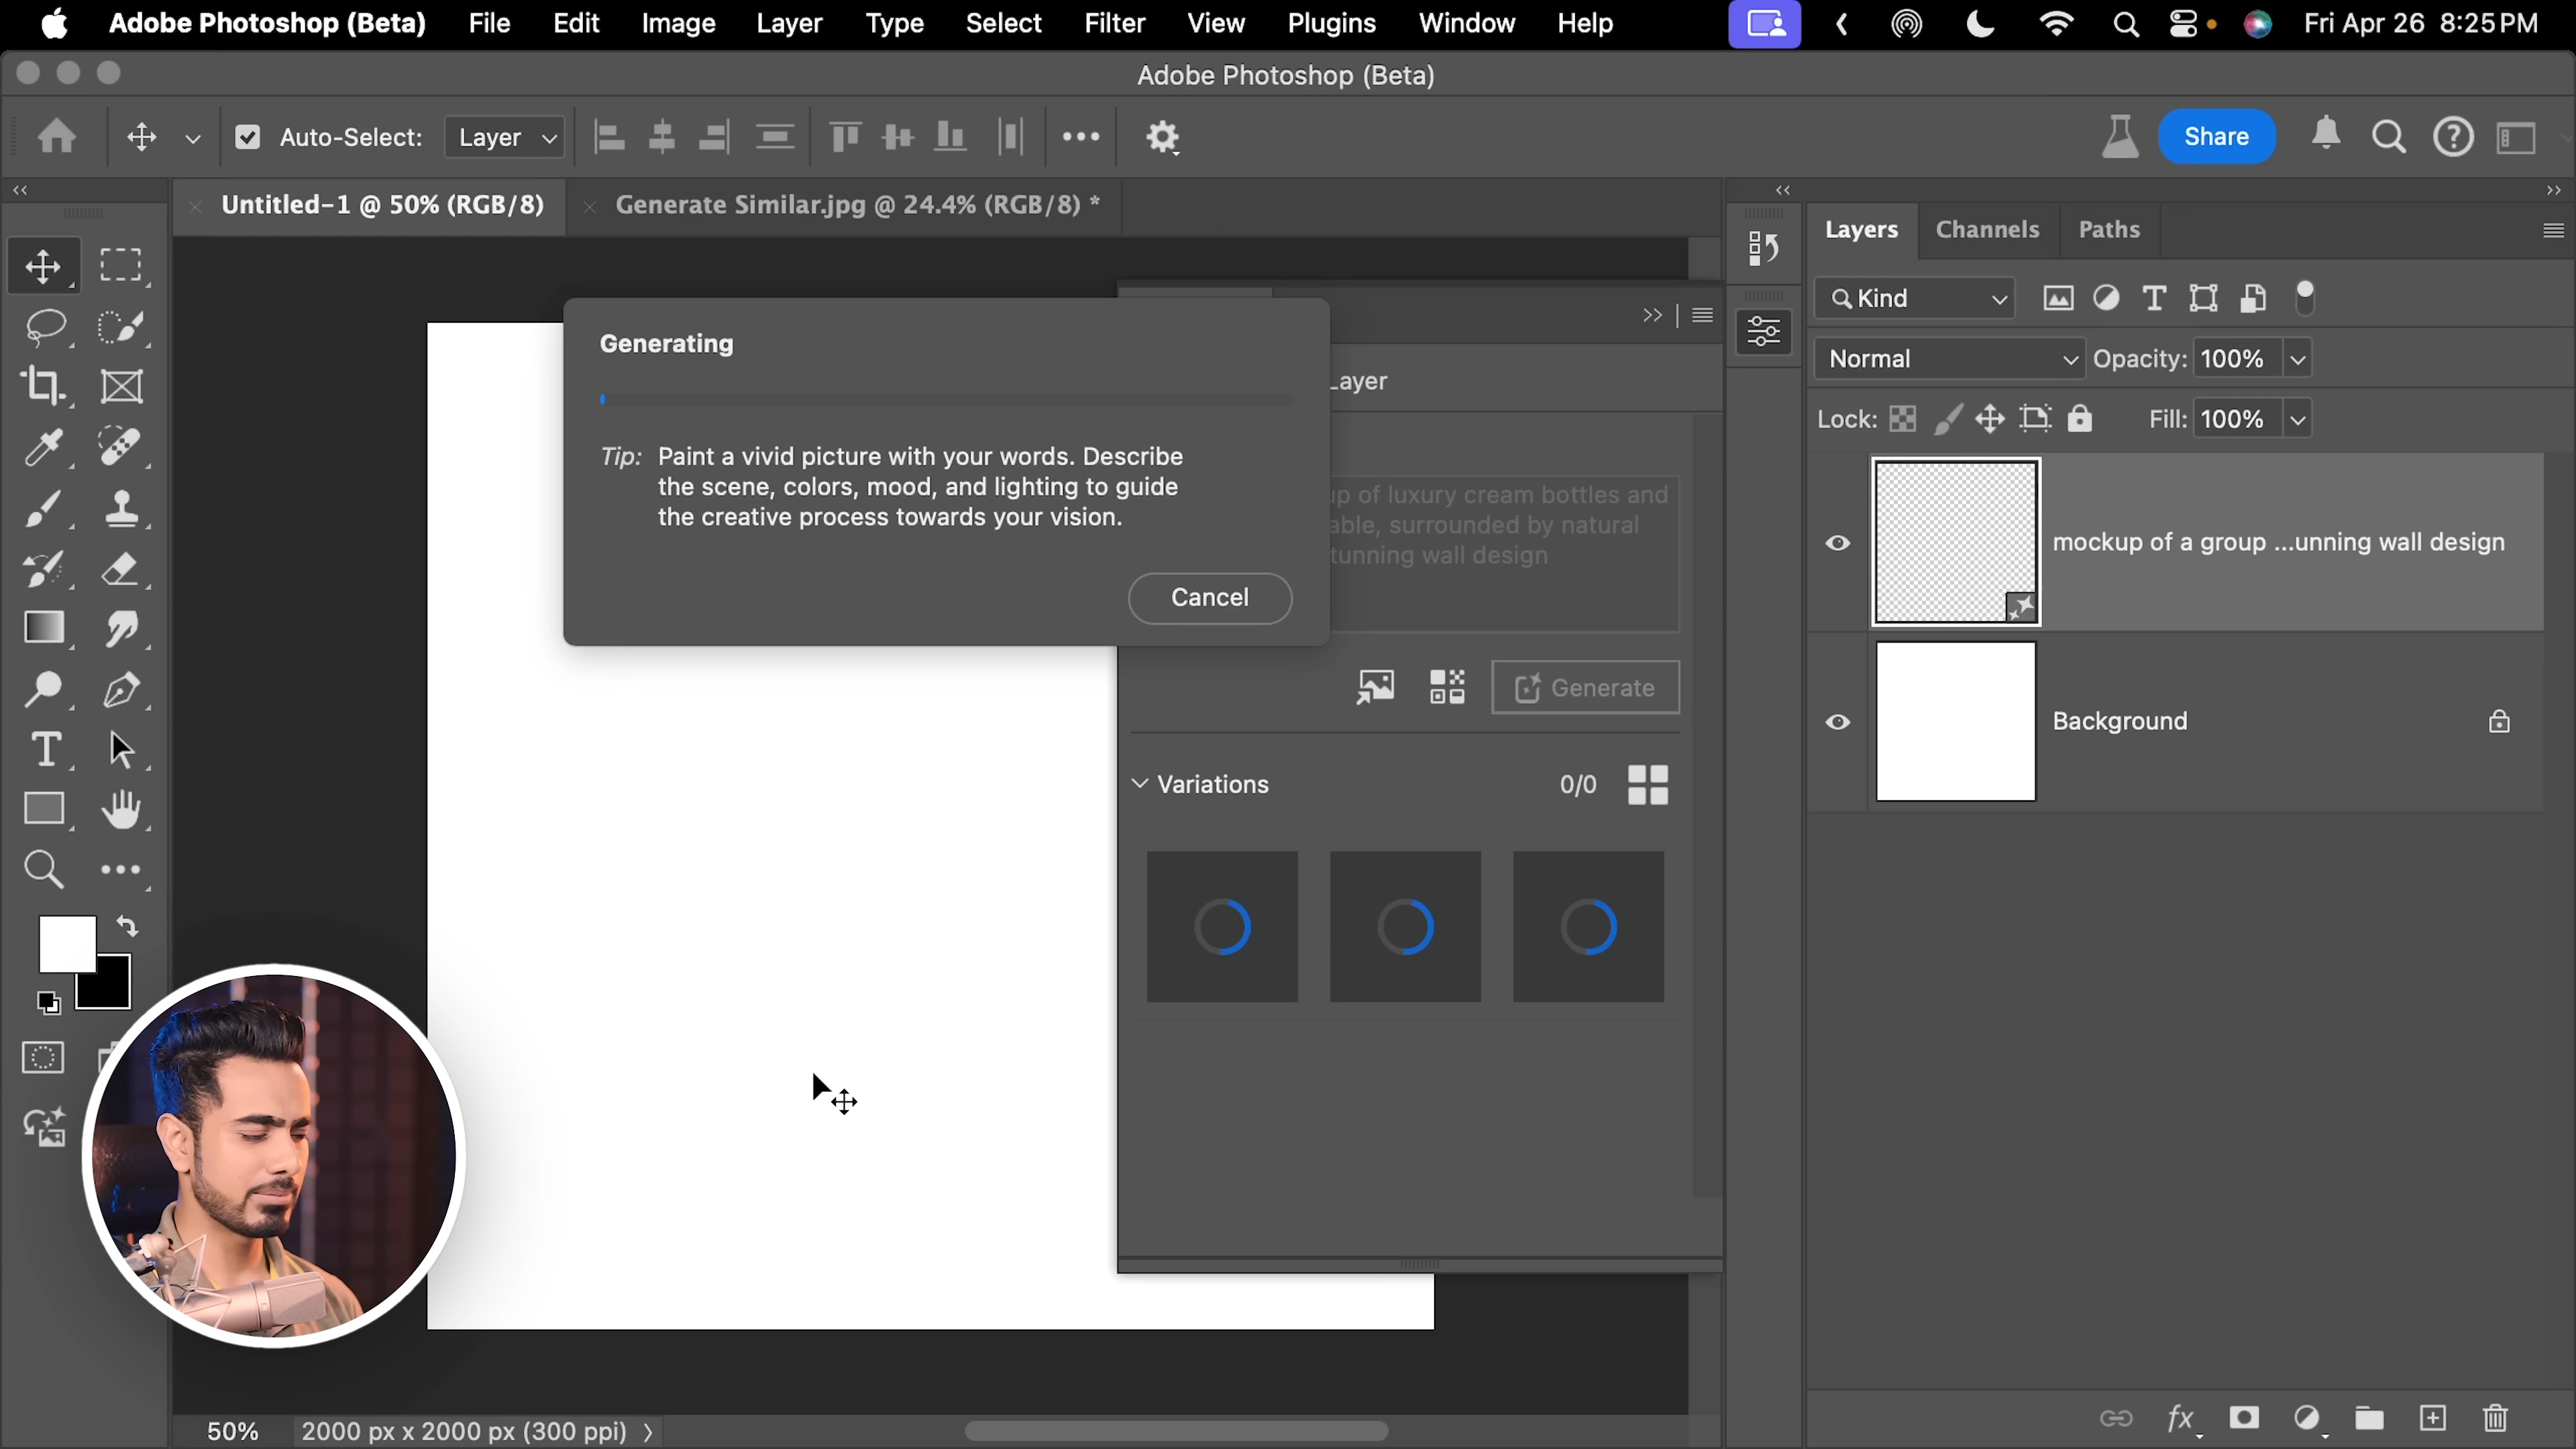 Adobe Photoshop (Beta) File Edit Image Layer Type Select Filter View Plugins Window Help Fri Apr 26 8:25 PM
Adobe Photoshop (Beta)
Auto-Select: Layer Share
Untitled-1 @ 50% (RGB/8) Generate Similar.jpg @ 24.4% (RGB/8) *
Generating
Tip: Paint a vivid picture with your words. Describe
the scene, colors, mood, and lighting to guide
the creative process towards your vision.
Cancel
Layer
of luxury cream bottles and
surrounded by natural
wall design
Generate
Variations 0/0
Layers Channels Paths
Kind
Normal Opacity: 100%
Lock: Fill: 100%
mockup of a group ...unning wall design
Background
50% 2000 px x 2000 px (300 ppi)